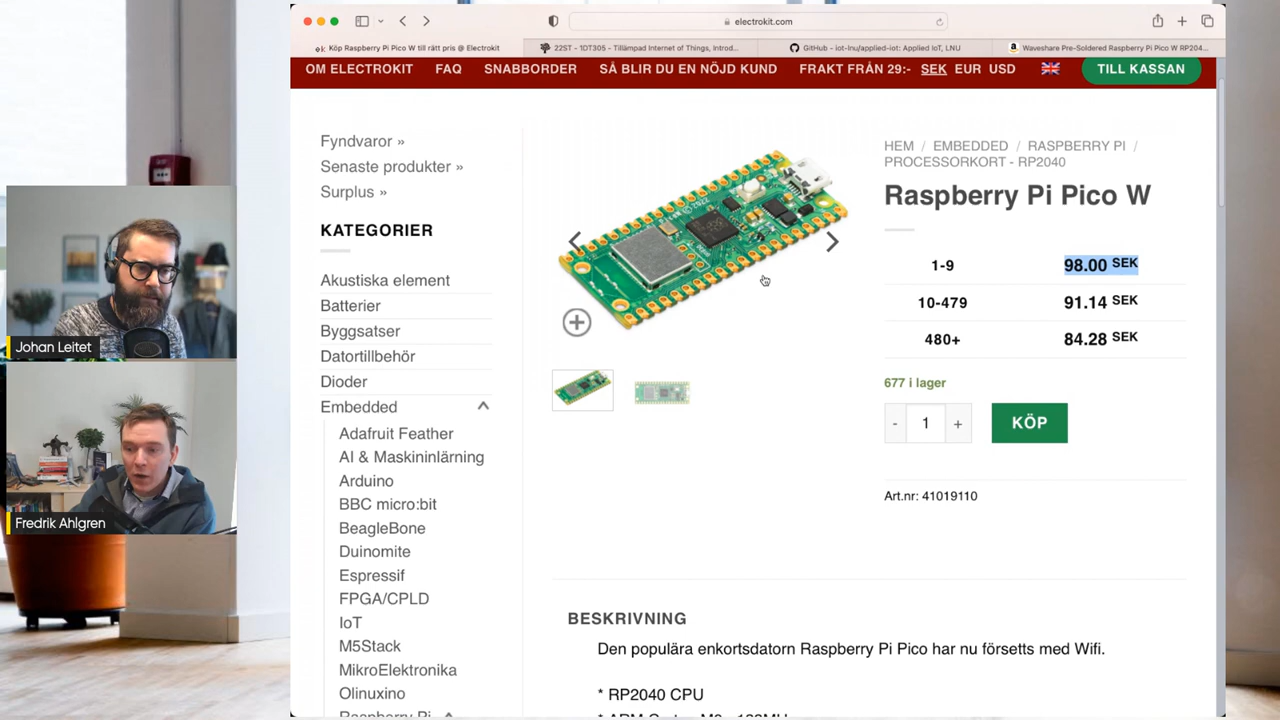 electrokit.com
Köp Raspberry Pi Pico W till rätt pris @ Electrokit
22ST - 1DT305 - Tillämpad Internet of Things, Introd...
GitHub - iot-lnu/applied-iot: Applied IoT, LNU
Waveshare Pre-Soldered Raspberry Pi Pico W RP204...
OM ELECTROKIT FAQ SNABBORDER SÅ BLIR DU EN NÖJD KUND FRAKT FRÅN 29:- SEK EUR USD TILL KASSAN
Fyndvaror »
Senaste produkter »
Surplus »
KATEGORIER
Akustiska element
Batterier
Byggsatser
Datortillbehör
Dioder
Embedded
Adafruit Feather
AI & Maskininlärning
Arduino
BBC micro:bit
BeagleBone
Duinomite
Espressif
FPGA/CPLD
IoT
M5Stack
MikroElektronika
Olinuxino
Raspberry Pi
HEM / EMBEDDED / RASPBERRY PI /
PROCESSORKORT - RP2040
Raspberry Pi Pico W
1-9 98.00 SEK
10-479 91.14 SEK
480+ 84.28 SEK
677 i lager
- 1 + KÖP
Art.nr: 41019110
BESKRIVNING
Den populära enkortsdatorn Raspberry Pi Pico har nu försetts med Wifi.
* RP2040 CPU
Johan Leitet
Fredrik Ahlgren